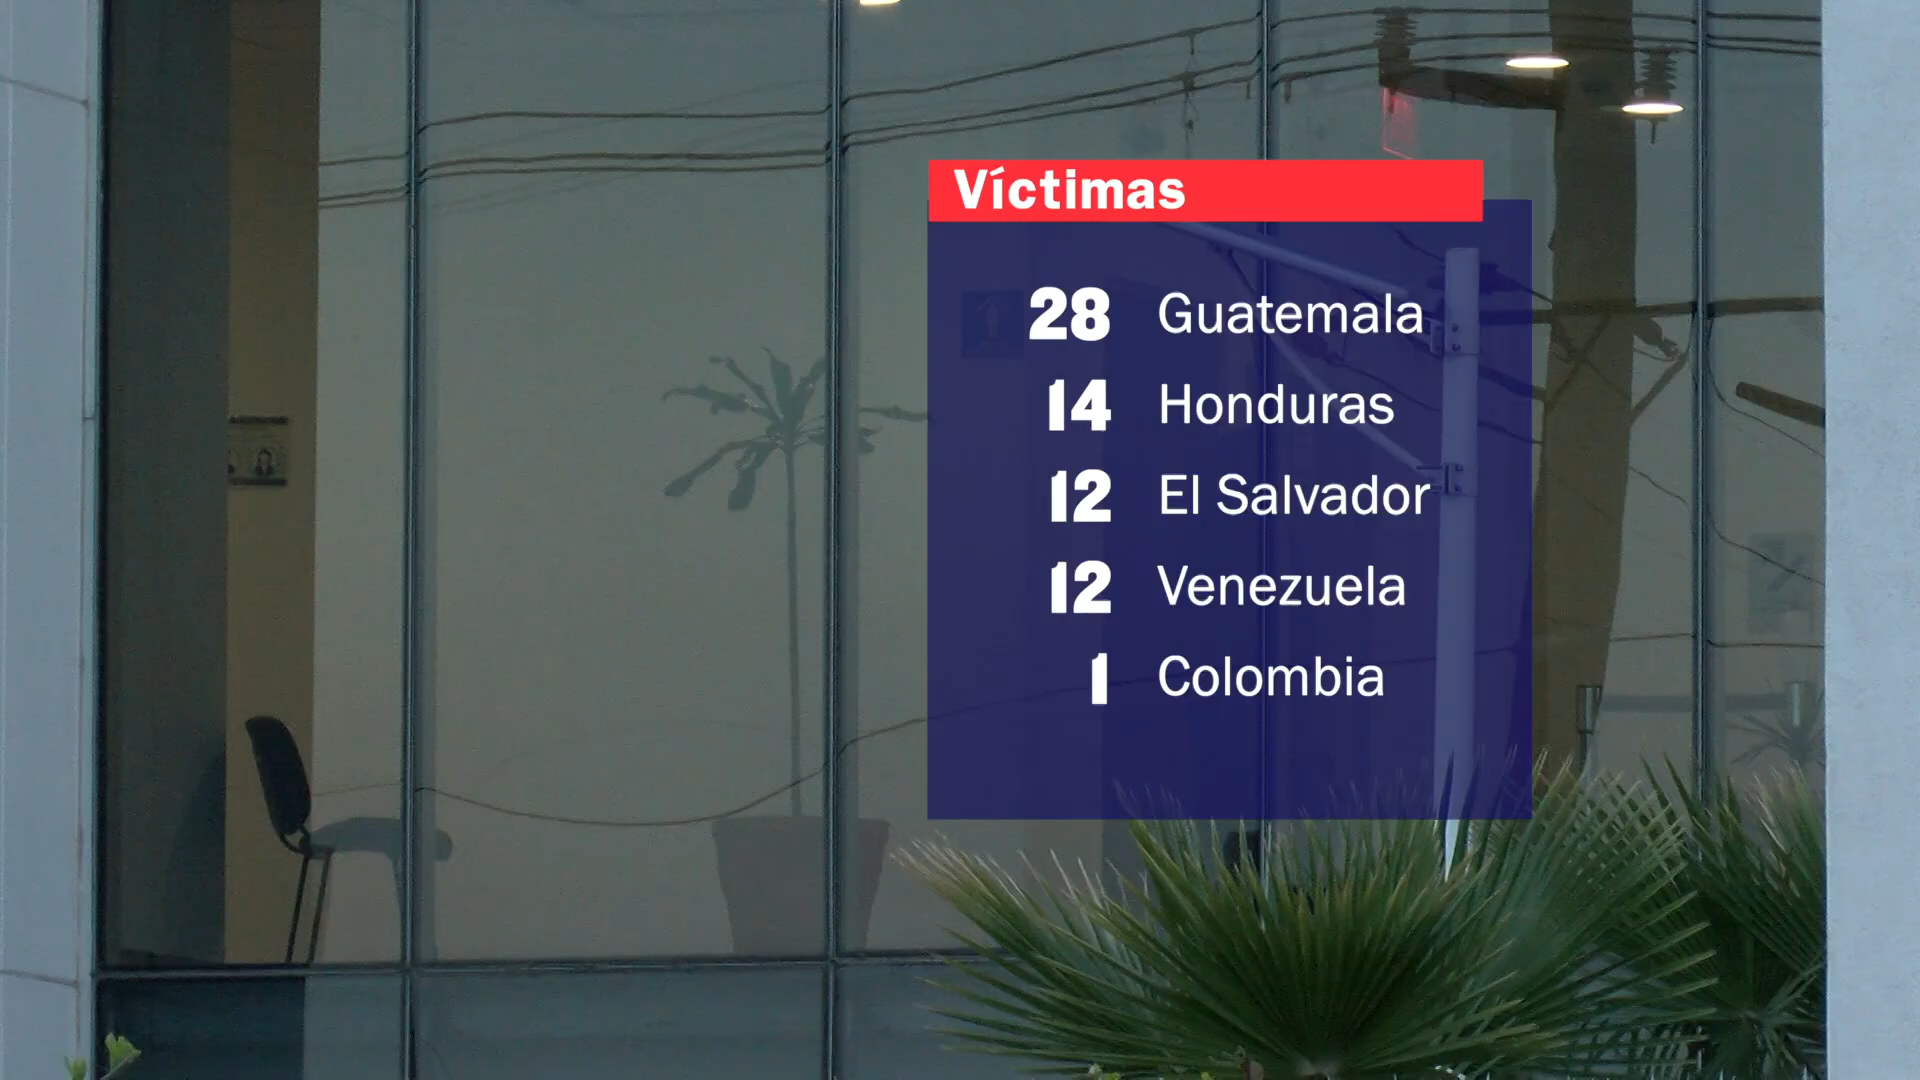 Víctimas
28 Guatemala
14 Honduras
12 El Salvador
12 Venezuela
1 Colombia